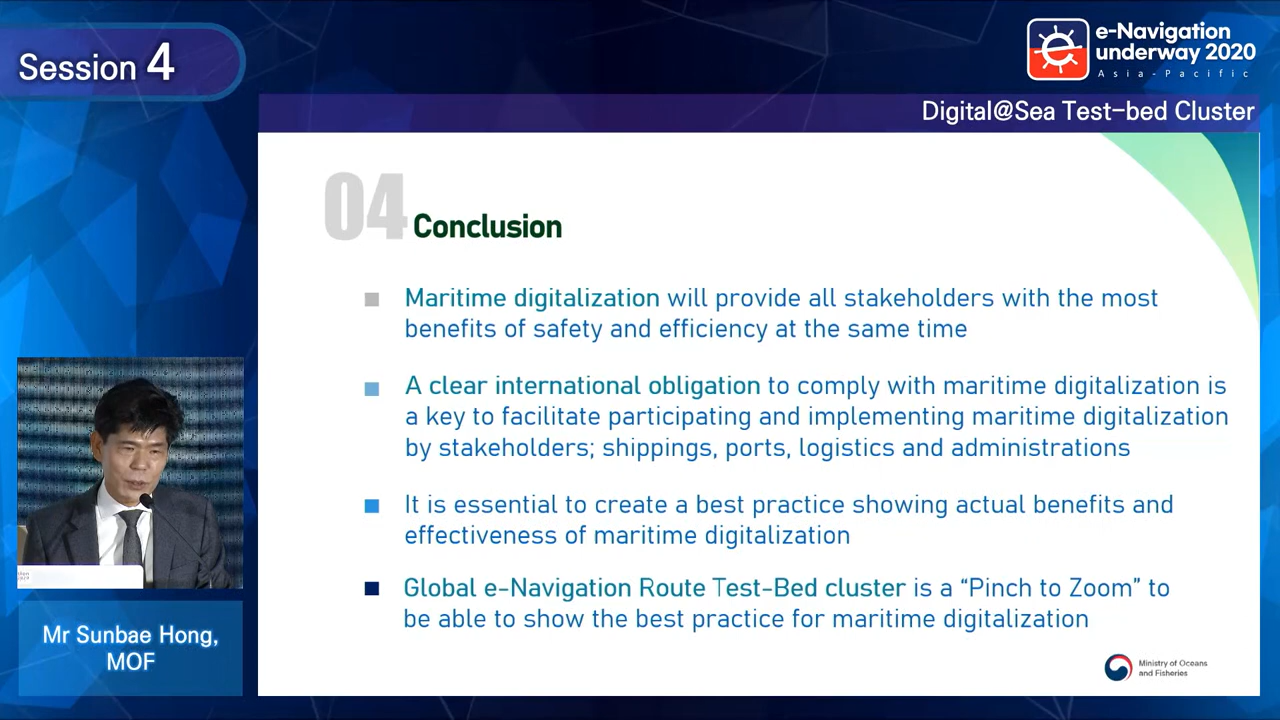 Session 4
e-Navigation
underway 2020
Asia-Pacific
Digital@Sea Test-bed Cluster
04 Conclusion
Maritime digitalization will provide all stakeholders with the most
benefits of safety and efficiency at the same time
A clear international obligation to comply with maritime digitalization is
a key to facilitate participating and implementing maritime digitalization
by stakeholders; shippings, ports, logistics and administrations
It is essential to create a best practice showing actual benefits and
effectiveness of maritime digitalization
Global e-Navigation Route Test-Bed cluster is a “Pinch to Zoom” to
be able to show the best practice for maritime digitalization
Mr Sunbae Hong,
MOF
Ministry of Oceans
and Fisheries